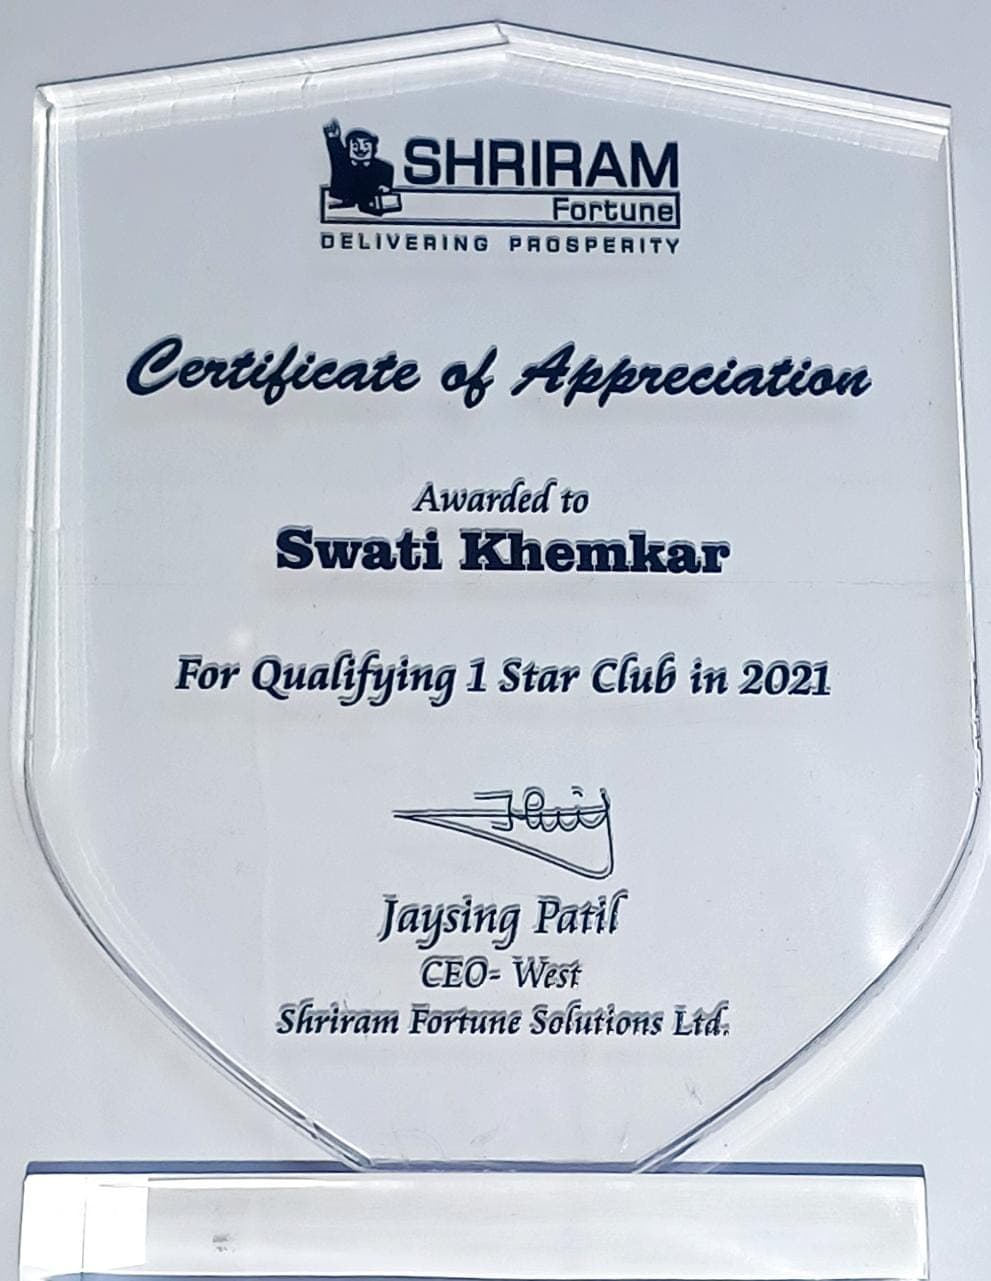 SHRIRAM
Fortune
DELIVERING PROSPERITY
Certificate of Appreciation
Awarded to
Swati Khemkar
For Qualifying 1 Star Club in 2021
Jaysing Patil
CEO- West
Shriram Fortune Solutions Ltd.